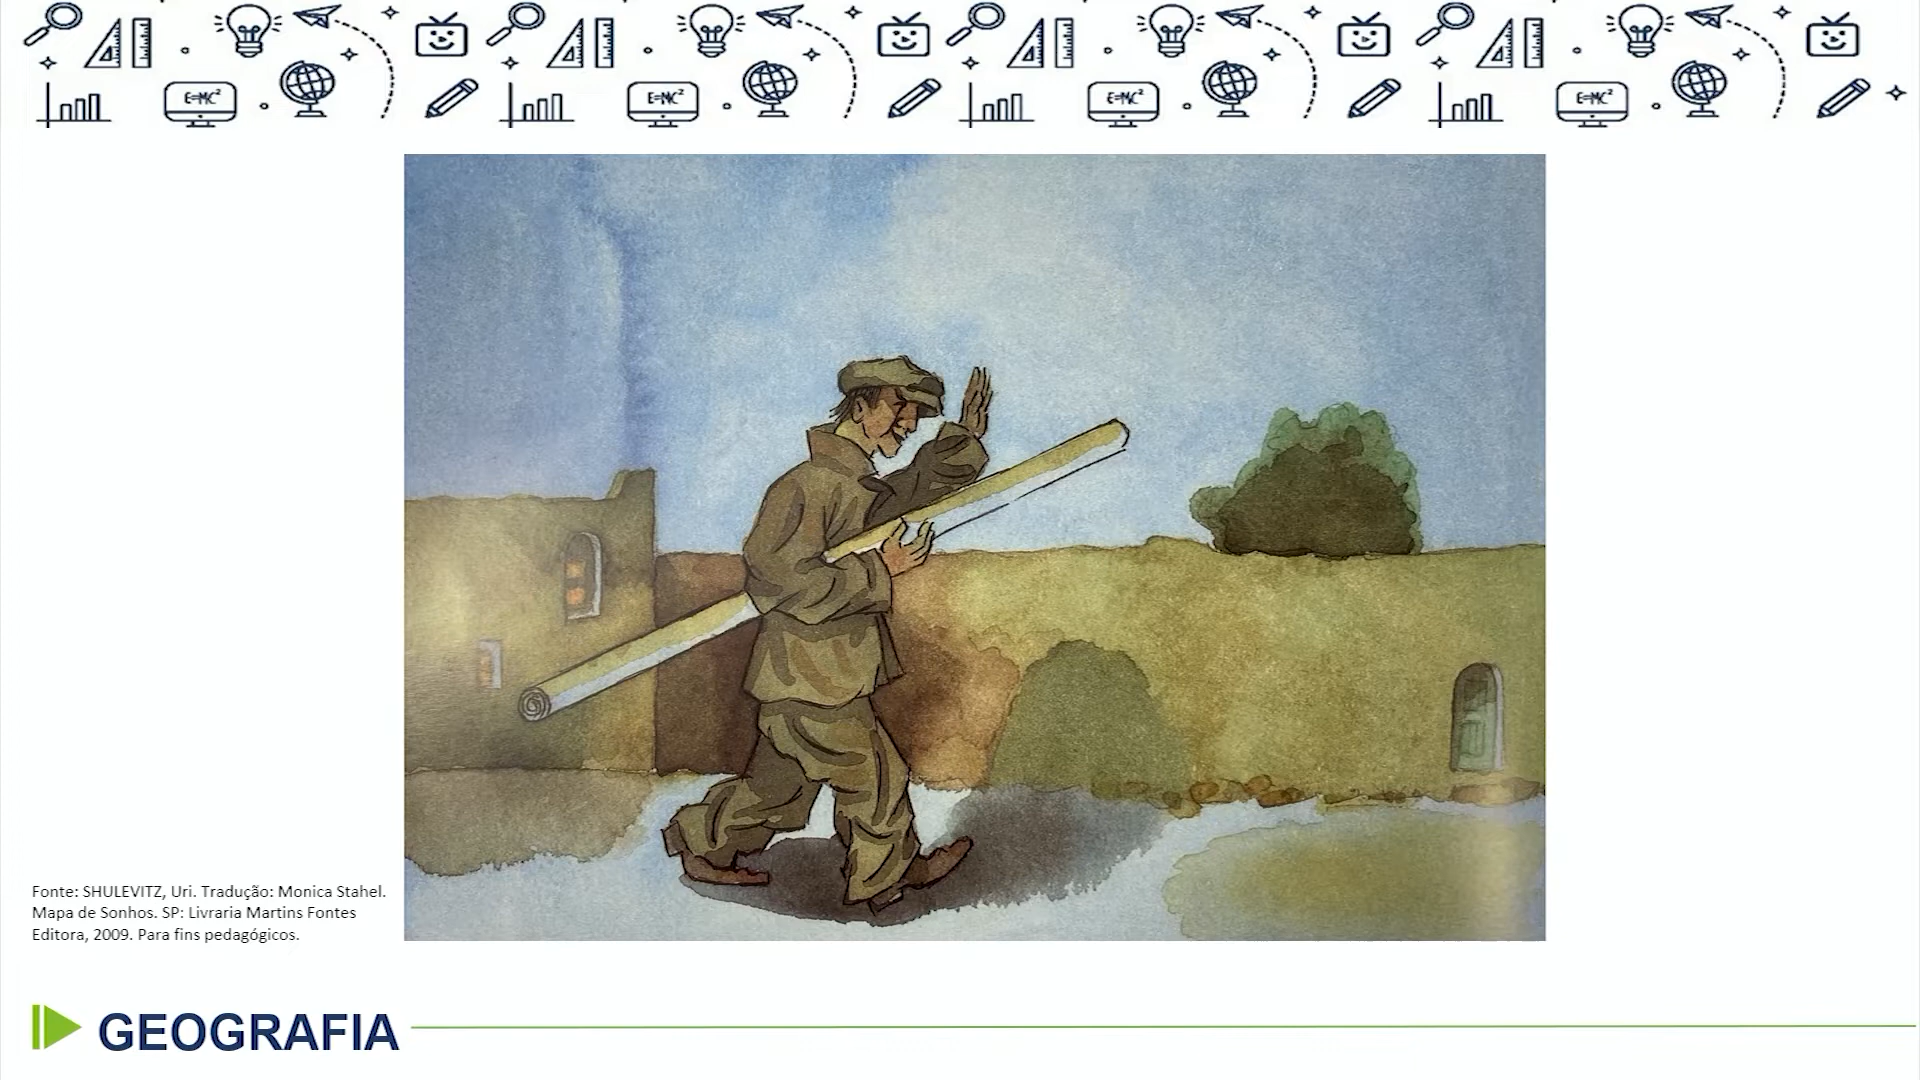 E=MC²
E=MC²
E=MC²
E=MC²
Fonte: SHULEVITZ, Uri. Tradução: Monica Stahel.
Mapa de Sonhos. SP: Livraria Martins Fontes
Editora, 2009. Para fins pedagógicos.
GEOGRAFIA